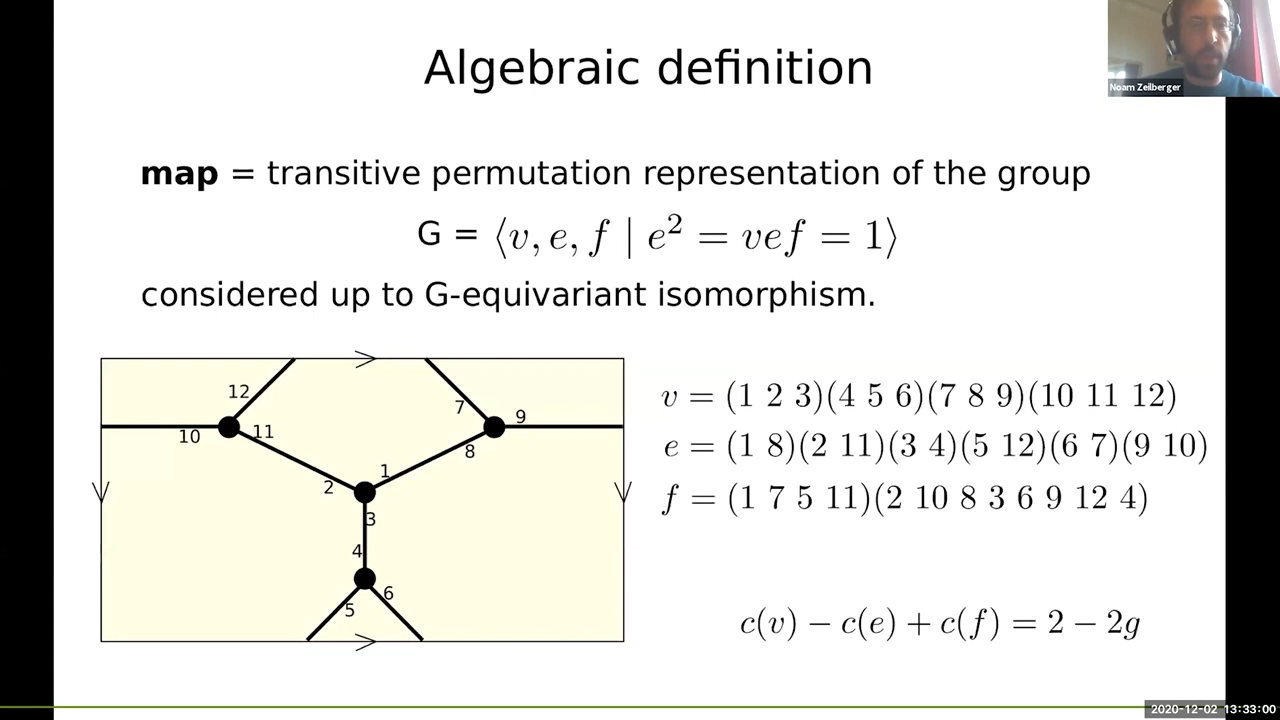 Algebraic definition
Noam Zeilberger
map = transitive permutation representation of the group
G = ⟨v, e, f | e² = vef = 1⟩
considered up to G-equivariant isomorphism.
12
7
9
10
11
8
1
2
3
4
5
6
v = (1 2 3)(4 5 6)(7 8 9)(10 11 12)
e = (1 8)(2 11)(3 4)(5 12)(6 7)(9 10)
f = (1 7 5 11)(2 10 8 3 6 9 12 4)
c(v) − c(e) + c(f) = 2 − 2g
2020-12-02 13:33:00